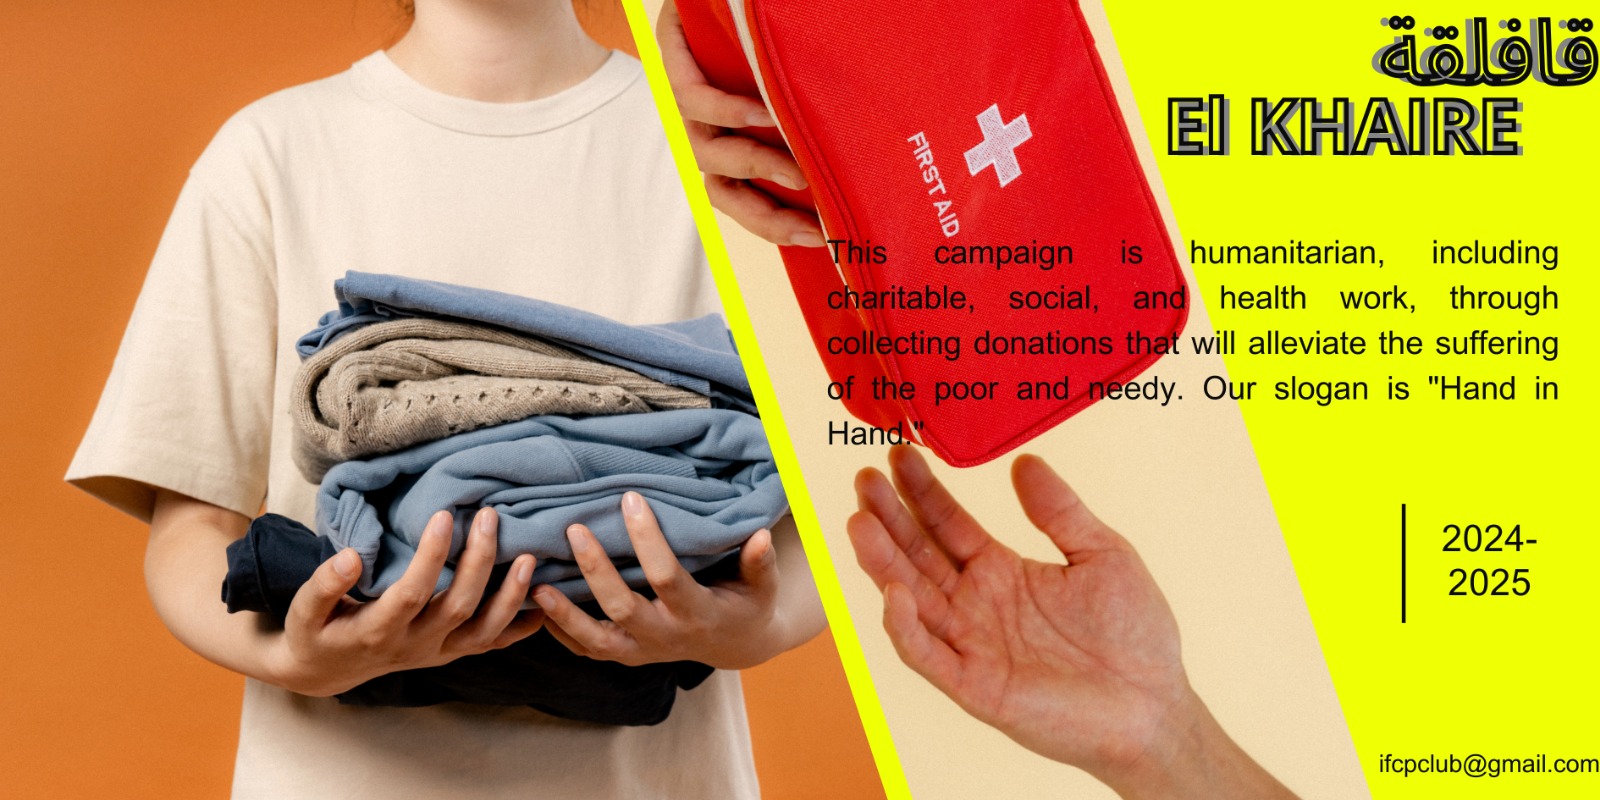 قافلقة
El KHAIRE
FIRST AID
This campaign is humanitarian, including
charitable, social, and health work, through
collecting donations that will alleviate the suffering
of the poor and needy. Our slogan is "Hand in
Hand."
2024-
2025
ifcpclub@gmail.com